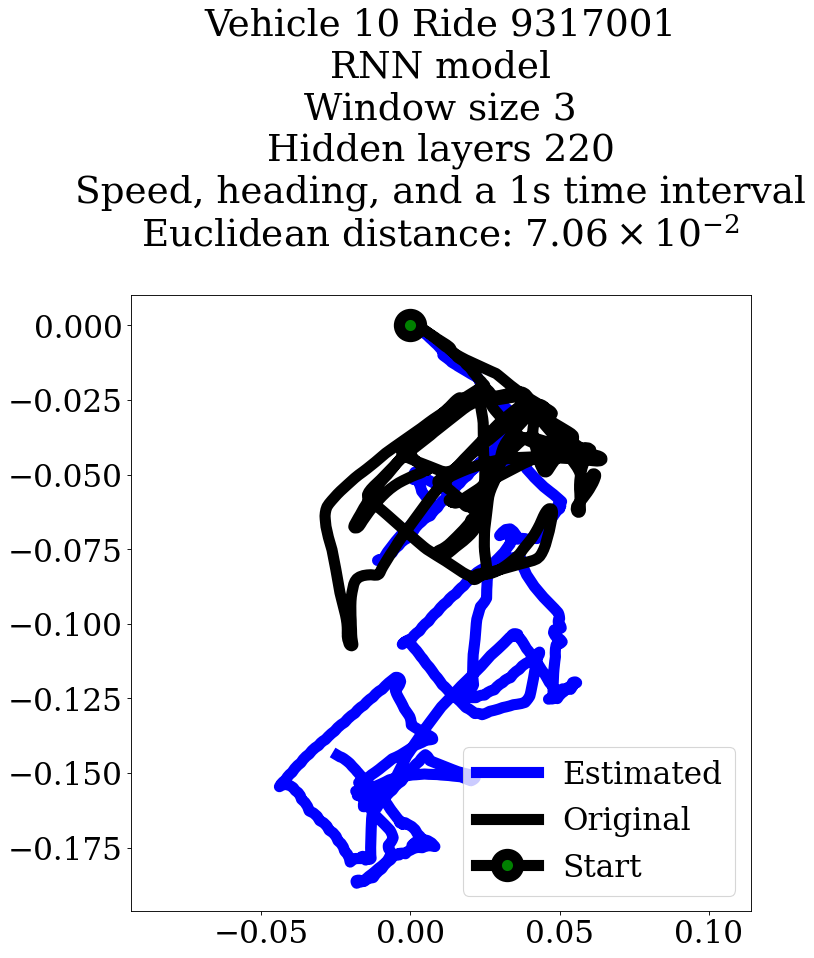 Vehicle 10 Ride 9317001
RNN model
Window size 3
Hidden layers 220
Speed, heading, and a 1s time interval
Euclidean distance: 7.06 × 10⁻²
0.000
−0.025
−0.050
−0.075
−0.100
−0.125
−0.150
−0.175
Estimated
Original
Start
−0.05 0.00 0.05 0.10